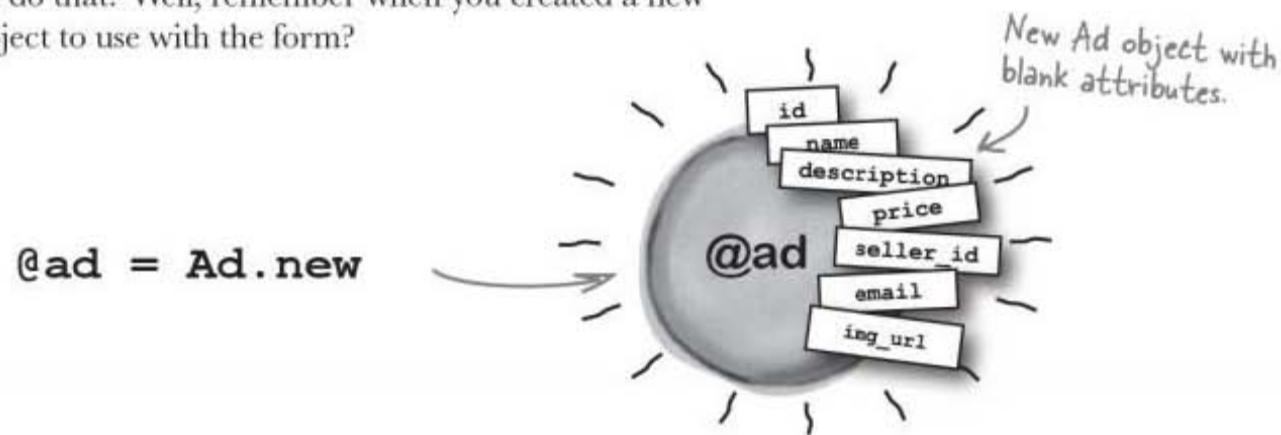 do that? Well, remember when you created a new
ject to use with the form?
New Ad object with
blank attributes.
id
name
description
price
@ad = Ad.new
@ad
seller_id
email
img_url